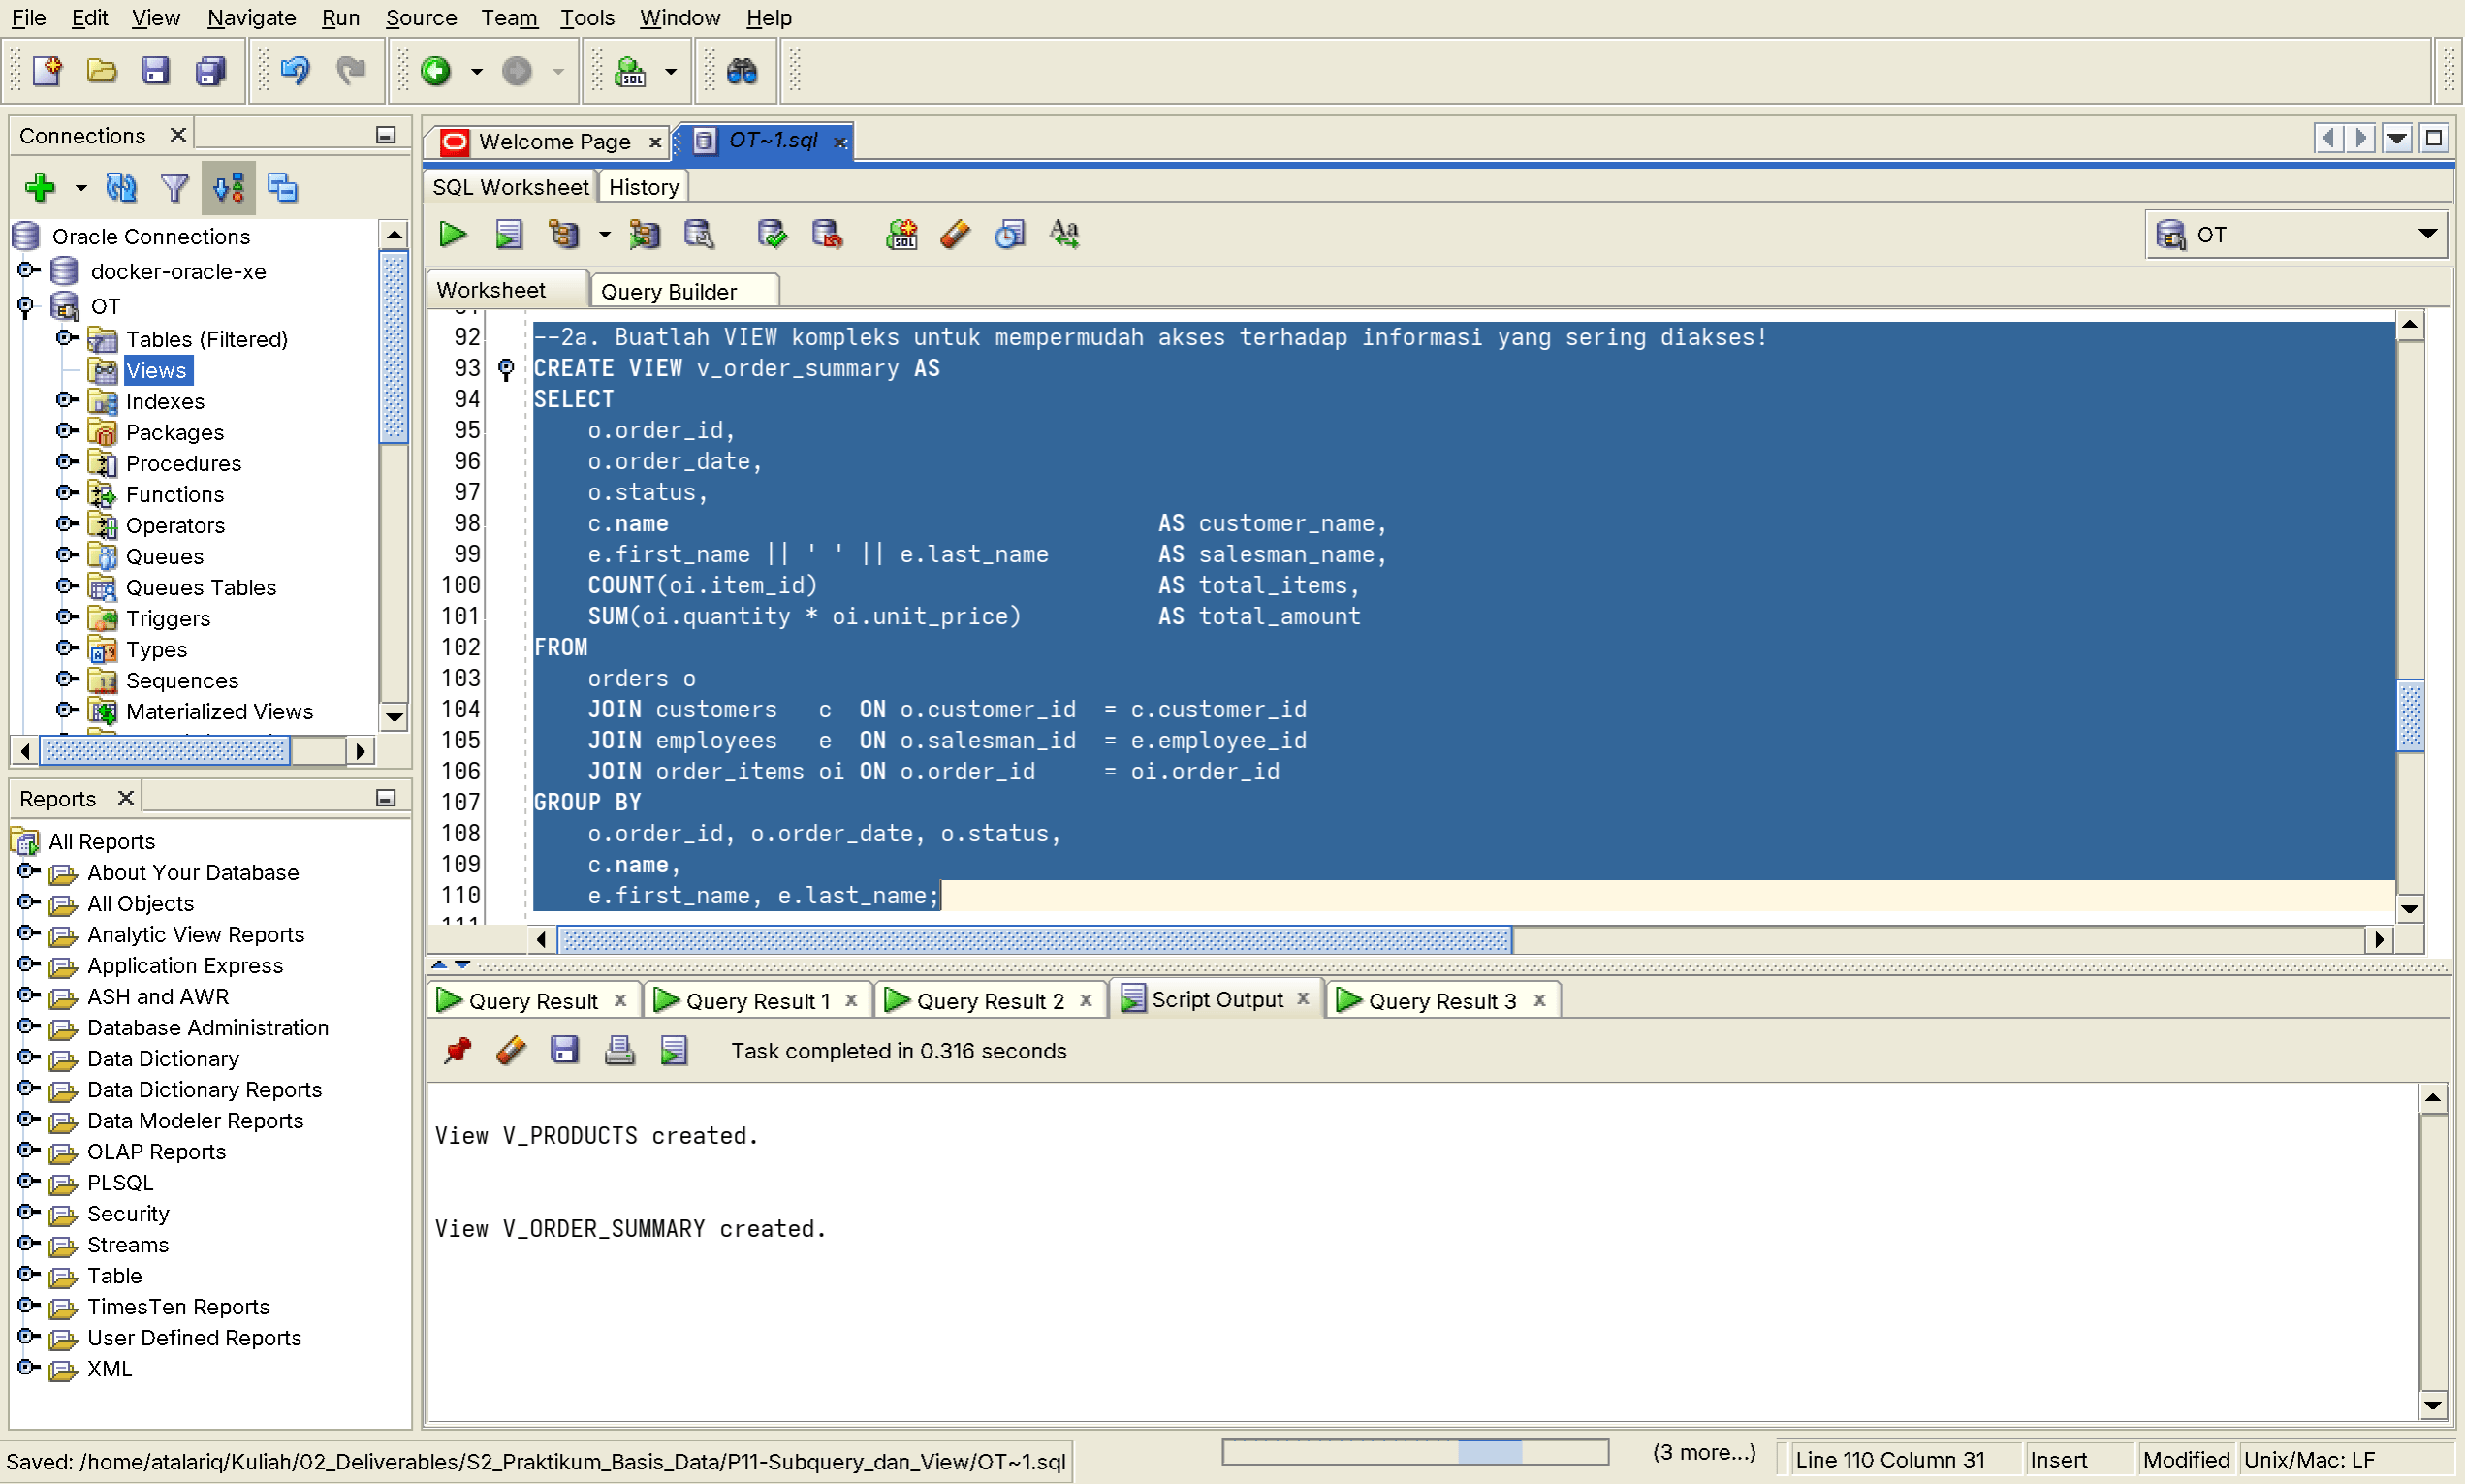 File Edit View Navigate Run Source Team Tools Window Help
Connections
Oracle Connections
docker-oracle-xe
OT
Tables (Filtered)
Views
Indexes
Packages
Procedures
Functions
Operators
Queues
Queues Tables
Triggers
Types
Sequences
Materialized Views
Reports
All Reports
About Your Database
All Objects
Analytic View Reports
Application Express
ASH and AWR
Database Administration
Data Dictionary
Data Dictionary Reports
Data Modeler Reports
OLAP Reports
PLSQL
Security
Streams
Table
TimesTen Reports
User Defined Reports
XML
Welcome Page OT~1.sql
SQL Worksheet History
OT
Worksheet Query Builder
92 --2a. Buatlah VIEW kompleks untuk mempermudah akses terhadap informasi yang sering diakses!
93 CREATE VIEW v_order_summary AS
94 SELECT
95 o.order_id,
96 o.order_date,
97 o.status,
98 c.name AS customer_name,
99 e.first_name || ' ' || e.last_name AS salesman_name,
100 COUNT(oi.item_id) AS total_items,
101 SUM(oi.quantity * oi.unit_price) AS total_amount
102 FROM
103 orders o
104 JOIN customers c ON o.customer_id = c.customer_id
105 JOIN employees e ON o.salesman_id = e.employee_id
106 JOIN order_items oi ON o.order_id = oi.order_id
107 GROUP BY
108 o.order_id, o.order_date, o.status,
109 c.name,
110 e.first_name, e.last_name;
Query Result Query Result 1 Query Result 2 Script Output Query Result 3
Task completed in 0.316 seconds
View V_PRODUCTS created.
View V_ORDER_SUMMARY created.
Saved: /home/atalariq/Kuliah/02_Deliverables/S2_Praktikum_Basis_Data/P11-Subquery_dan_View/OT~1.sql (3 more...) Line 110 Column 31 Insert Modified Unix/Mac: LF